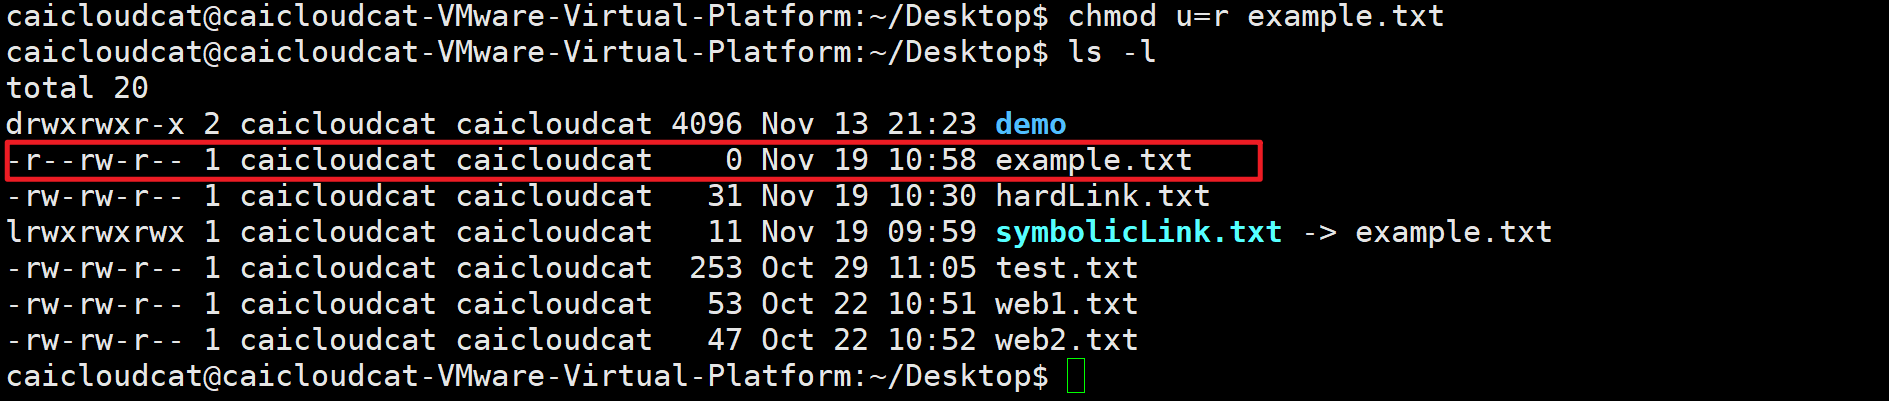 caicloudcat@caicloudcat-VMware-Virtual-Platform:~/Desktop$ chmod u=r example.txt
caicloudcat@caicloudcat-VMware-Virtual-Platform:~/Desktop$ ls -l
total 20
drwxrwxr-x 2 caicloudcat caicloudcat 4096 Nov 13 21:23 demo
-r--rw-r-- 1 caicloudcat caicloudcat    0 Nov 19 10:58 example.txt
-rw-rw-r-- 1 caicloudcat caicloudcat   31 Nov 19 10:30 hardLink.txt
lrwxrwxrwx 1 caicloudcat caicloudcat   11 Nov 19 09:59 symbolicLink.txt -> example.txt
-rw-rw-r-- 1 caicloudcat caicloudcat  253 Oct 29 11:05 test.txt
-rw-rw-r-- 1 caicloudcat caicloudcat   53 Oct 22 10:51 web1.txt
-rw-rw-r-- 1 caicloudcat caicloudcat   47 Oct 22 10:52 web2.txt
caicloudcat@caicloudcat-VMware-Virtual-Platform:~/Desktop$